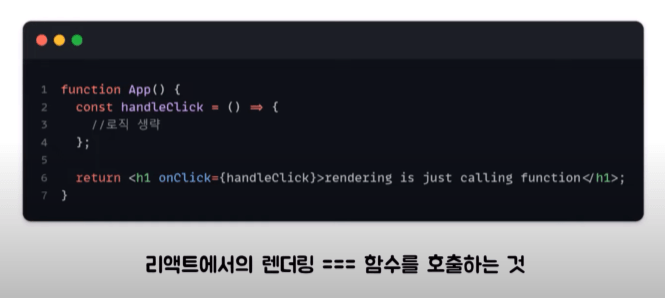 1 function App() {
2   const handleClick = () => {
3     //로직 생략
4   };
5
6   return <h1 onClick={handleClick}>rendering is just calling function</h1>;
7 }
리액트에서의 렌더링 === 함수를 호출하는 것